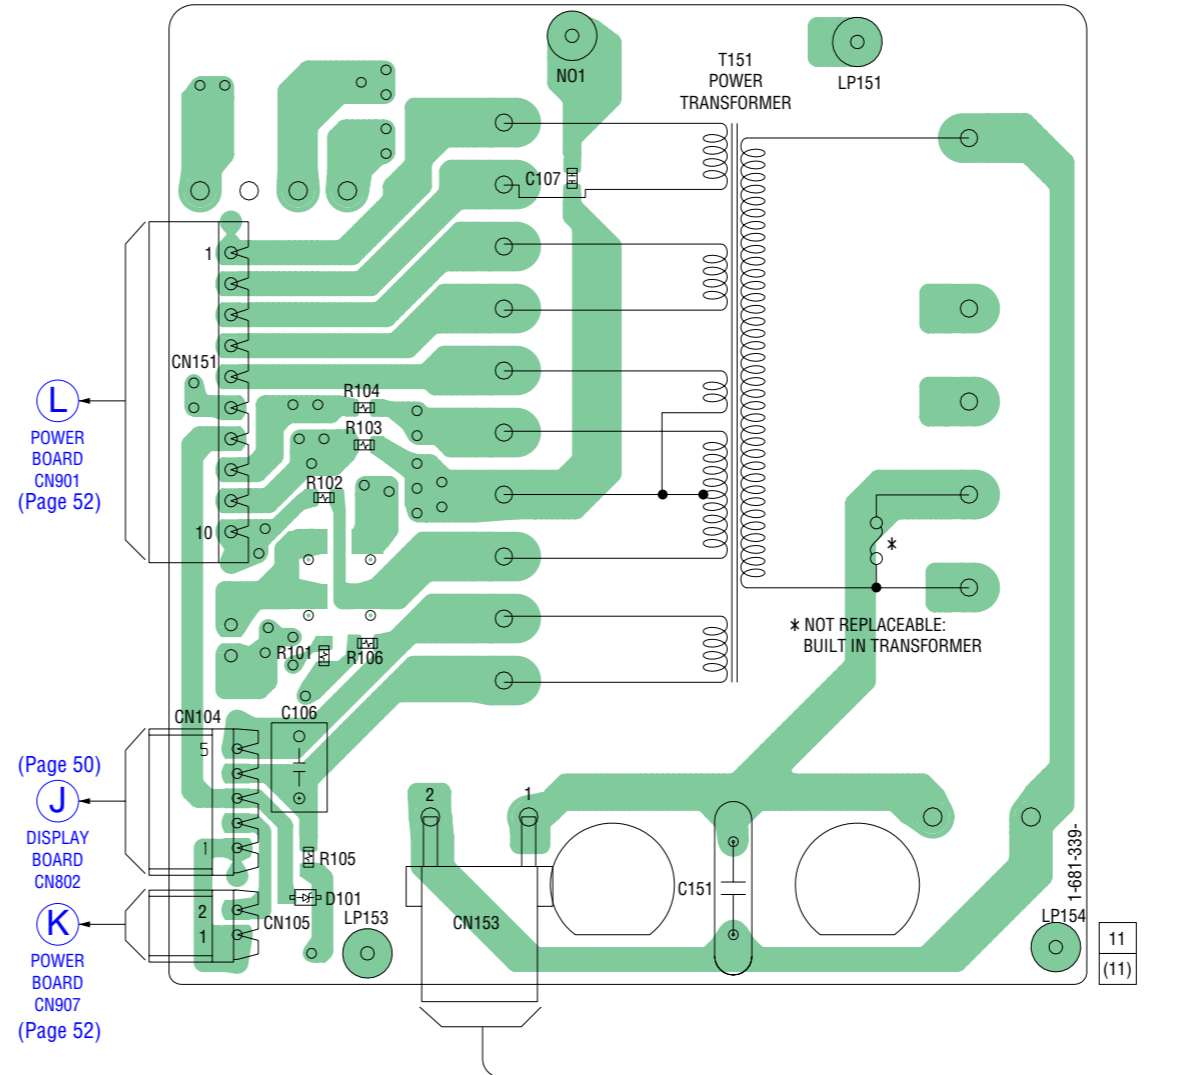 NO1
T151
POWER
TRANSFORMER
LP151
C107
1
CN151
L
POWER
BOARD
CN901
(Page 52)
R104
R103
R102
10
* NOT REPLACEABLE:
BUILT IN TRANSFORMER
*
R101
R106
CN104
C106
5
(Page 50)
J
DISPLAY
BOARD
CN802
1
2
1
R105
D101
C151
1-681-339-
K
POWER
BOARD
CN907
(Page 52)
2
1
CN105
LP153
CN153
LP154
11
(11)